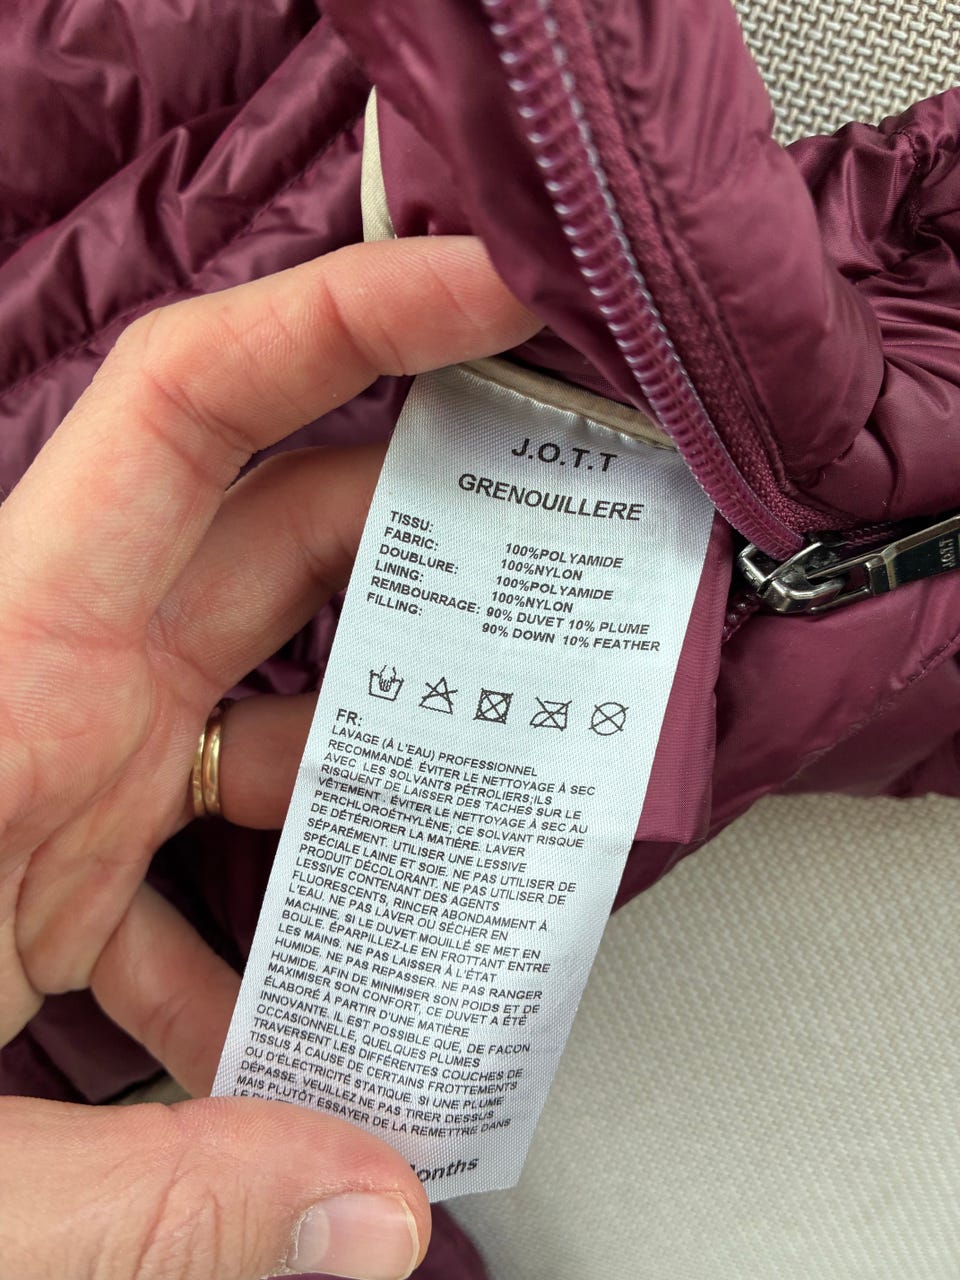 J.O.T.T
GRENOUILLERE
TISSU: 100%POLYAMIDE
FABRIC: 100%NYLON
DOUBLURE: 100%POLYAMIDE
LINING: 100%NYLON
REMBOURRAGE: 90% DUVET 10% PLUME
FILLING: 90% DOWN 10% FEATHER
FR:
LAVAGE (À L'EAU) PROFESSIONNEL
RECOMMANDÉ. ÉVITER LE NETTOYAGE À SEC
AVEC LES SOLVANTS PÉTROLIERS;ILS
RISQUENT DE LAISSER DES TACHES SUR LE
VÊTEMENT. ÉVITER LE NETTOYAGE À SEC AU
PERCHLOROÉTHYLÈNE; CE SOLVANT RISQUE
DE DÉTÉRIORER LA MATIÈRE. LAVER
SÉPARÉMENT. UTILISER UNE LESSIVE
SPÉCIALE LAINE ET SOIE. NE PAS UTILISER DE
PRODUIT DÉCOLORANT. NE PAS UTILISER DE
LESSIVE CONTENANT DES AGENTS
FLUORESCENTS, RINCER ABONDAMMENT À
L'EAU. NE PAS LAVER OU SÉCHER EN
MACHINE, SI LE DUVET MOUILLÉ SE MET EN
BOULE, ÉPARPILLEZ-LE EN FROTTANT ENTRE
LES MAINS. NE PAS LAISSER À L'ÉTAT
HUMIDE. NE PAS REPASSER. NE PAS RANGER
HUMIDE. AFIN DE MINIMISER SON POIDS ET DE
MAXIMISER SON CONFORT, CE DUVET A ÉTÉ
ÉLABORÉ À PARTIR D'UNE MATIÈRE
INNOVANTE. IL EST POSSIBLE QUE, DE FACON
OCCASIONNELLE, QUELQUES PLUMES
TRAVERSENT LES DIFFÉRENTES COUCHES DE
TISSUS À CAUSE DE CERTAINS FROTTEMENTS
OU D'ÉLECTRICITÉ STATIQUE. SI UNE PLUME
DÉPASSE, VEUILLEZ NE PAS TIRER DESSUS
MAIS PLUTÔT ESSAYER DE LA REMETTRE DANS
LE
J.O.T.T